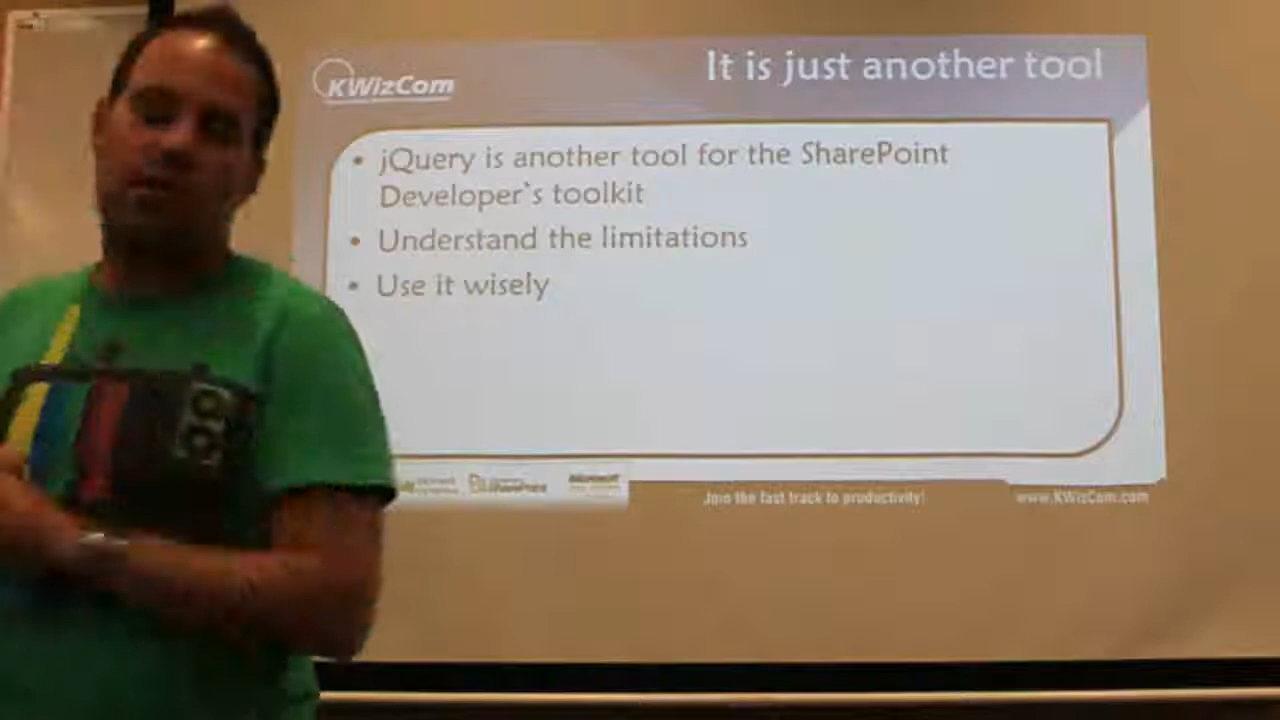 KWizCom
It is just another tool
• jQuery is another tool for the SharePoint
Developer`s toolkit
• Understand the limitations
• Use it wisely
Join the fast track to productivity!
www.KWizCom.com